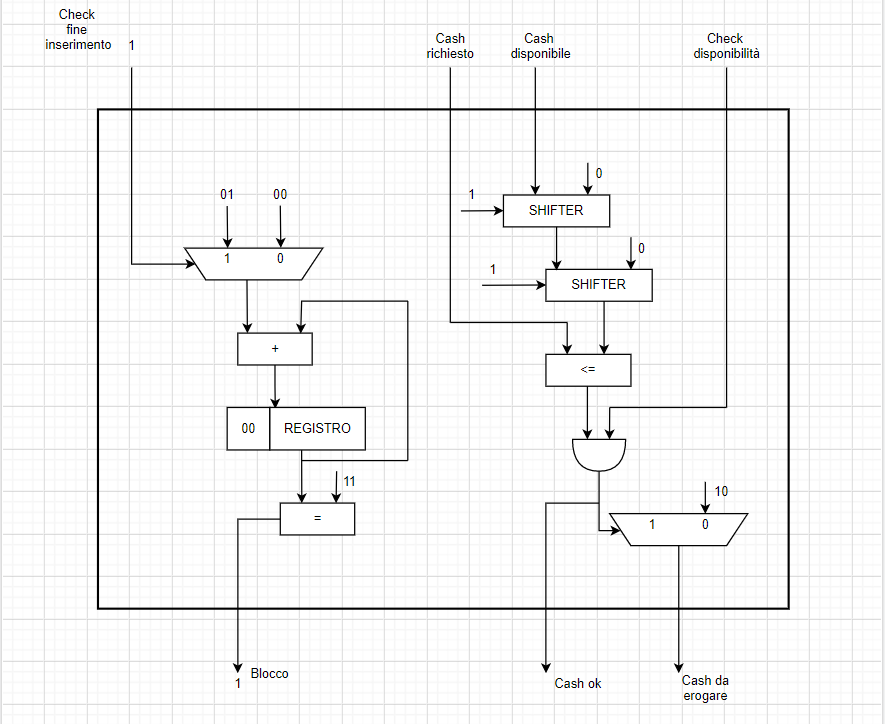 Check
fine
inserimento
1
Cash
richiesto
Cash
disponibile
Check
disponibilità
01
00
1
0
SHIFTER
1
0
1
0
SHIFTER
+
<=
00
REGISTRO
11
=
10
1
0
Blocco
1
Cash ok
Cash da
erogare